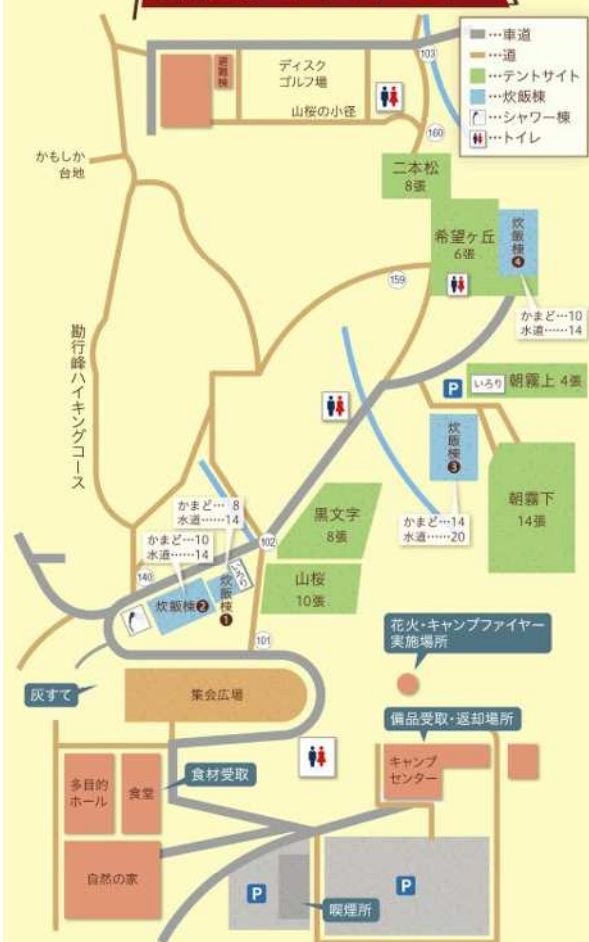 …車道
…道
…テントサイト
…炊飯棟
…シャワー棟
…トイレ
103
避難棟
ディスク
ゴルフ場
山桜の小径
160
かもしか
台地
二本松
8張
希望ヶ丘
6張
炊飯棟❹
159
かまど…10
水道……14
勘行峰ハイキングコース
P
いろり
朝霧上 4張
炊飯棟❸
かまど…14
水道……20
朝霧下
14張
かまど… 8
水道……14
黒文字
8張
かまど…10
水道……14
102
140
炊飯棟❷
炊飯棟❶
いろり
山桜
10張
101
花火・キャンプファイヤー
実施場所
灰すて
集会広場
備品受取・返却場所
食材受取
キャンプ
センター
多目的
ホール
食堂
自然の家
P
P
喫煙所